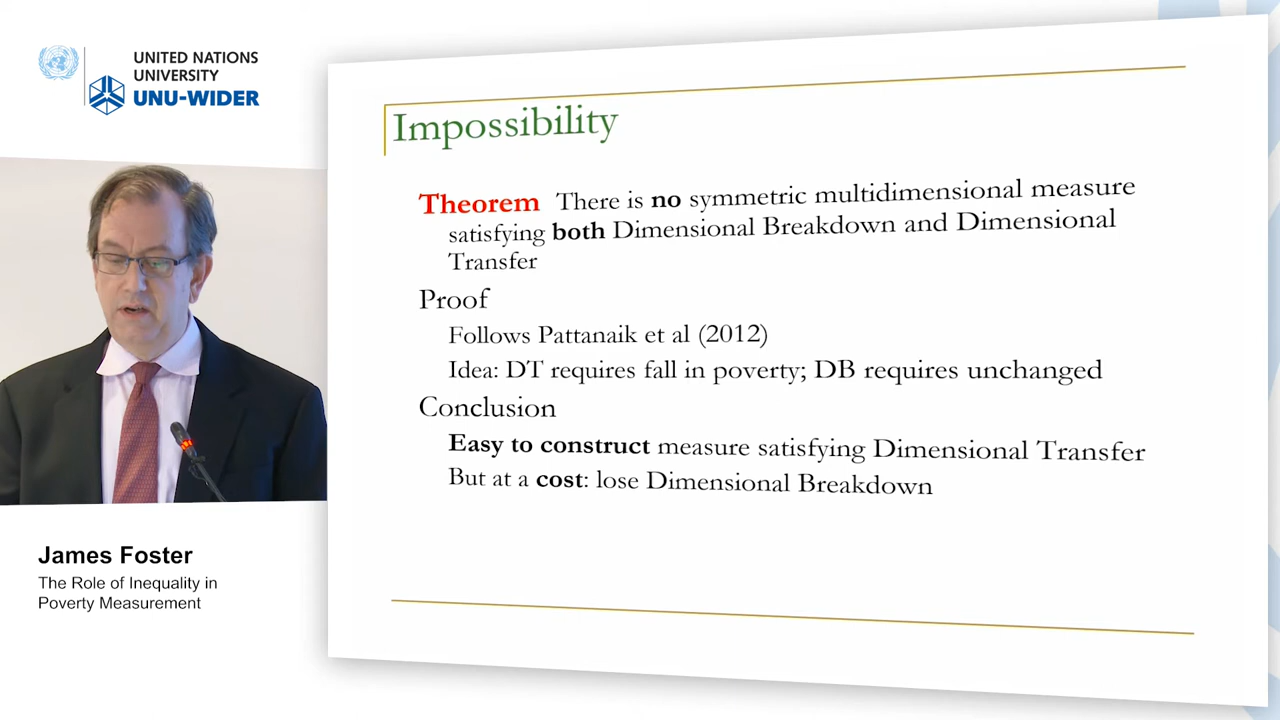 UNITED NATIONS
UNIVERSITY
UNU-WIDER
Impossibility
Theorem There is no symmetric multidimensional measure
satisfying both Dimensional Breakdown and Dimensional
Transfer
Proof
Follows Pattanaik et al (2012)
Idea: DT requires fall in poverty; DB requires unchanged
Conclusion
Easy to construct measure satisfying Dimensional Transfer
But at a cost: lose Dimensional Breakdown
James Foster
The Role of Inequality in
Poverty Measurement